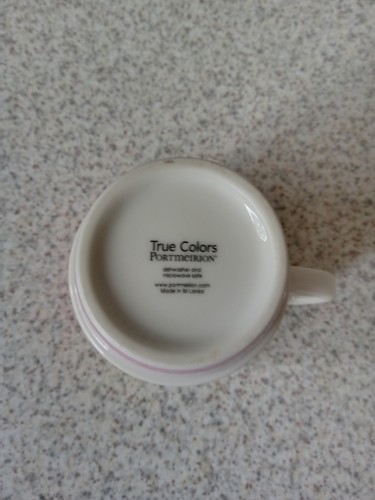 True Colors
PORTMEIRION®
dishwasher and
microwave safe
www.portmeirion.com
Made in Sri Lanka